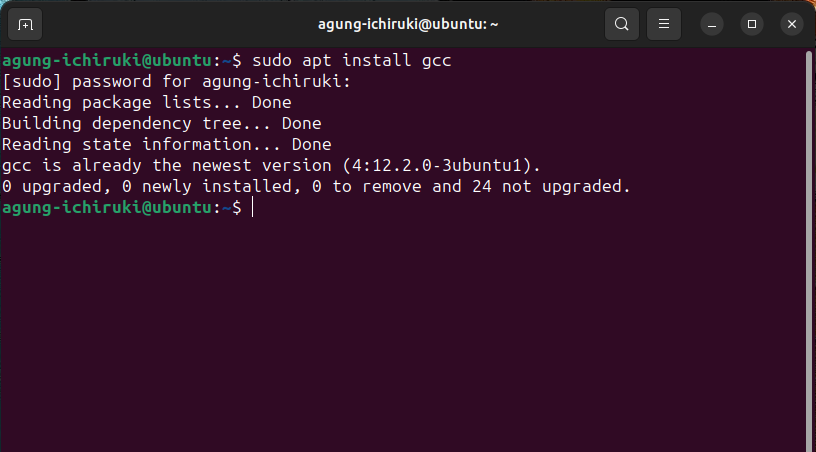 agung-ichiruki@ubuntu: ~
agung-ichiruki@ubuntu:~$ sudo apt install gcc
[sudo] password for agung-ichiruki:
Reading package lists... Done
Building dependency tree... Done
Reading state information... Done
gcc is already the newest version (4:12.2.0-3ubuntu1).
0 upgraded, 0 newly installed, 0 to remove and 24 not upgraded.
agung-ichiruki@ubuntu:~$